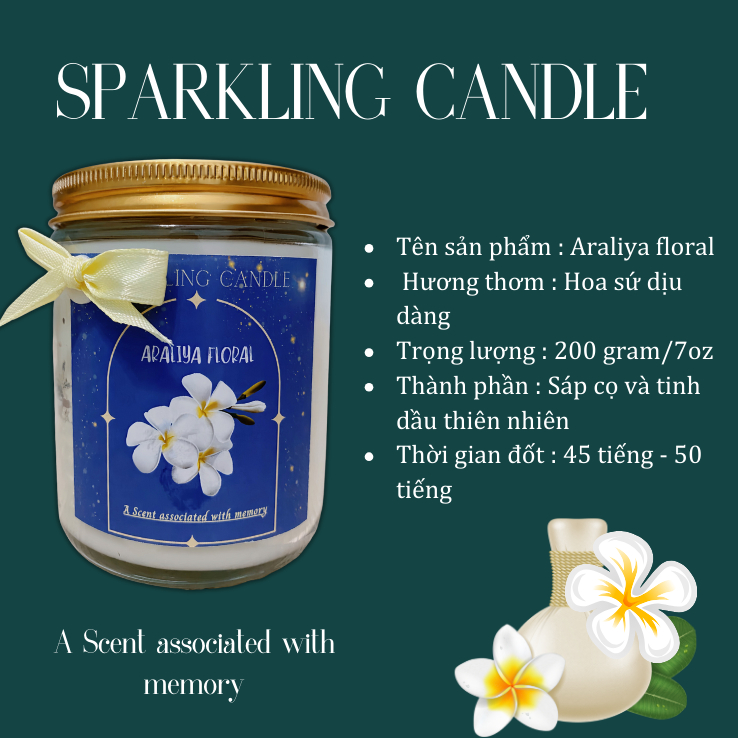 SPARKLING CANDLE
LING CANDLE
ARALIYA FLORAL
A Scent associated with memory
• Tên sản phẩm : Araliya floral
• Hương thơm : Hoa sứ dịu
dàng
• Trọng lượng : 200 gram/7oz
• Thành phần : Sáp cọ và tinh
dầu thiên nhiên
• Thời gian đốt : 45 tiếng - 50
tiếng
A Scent associated with
memory